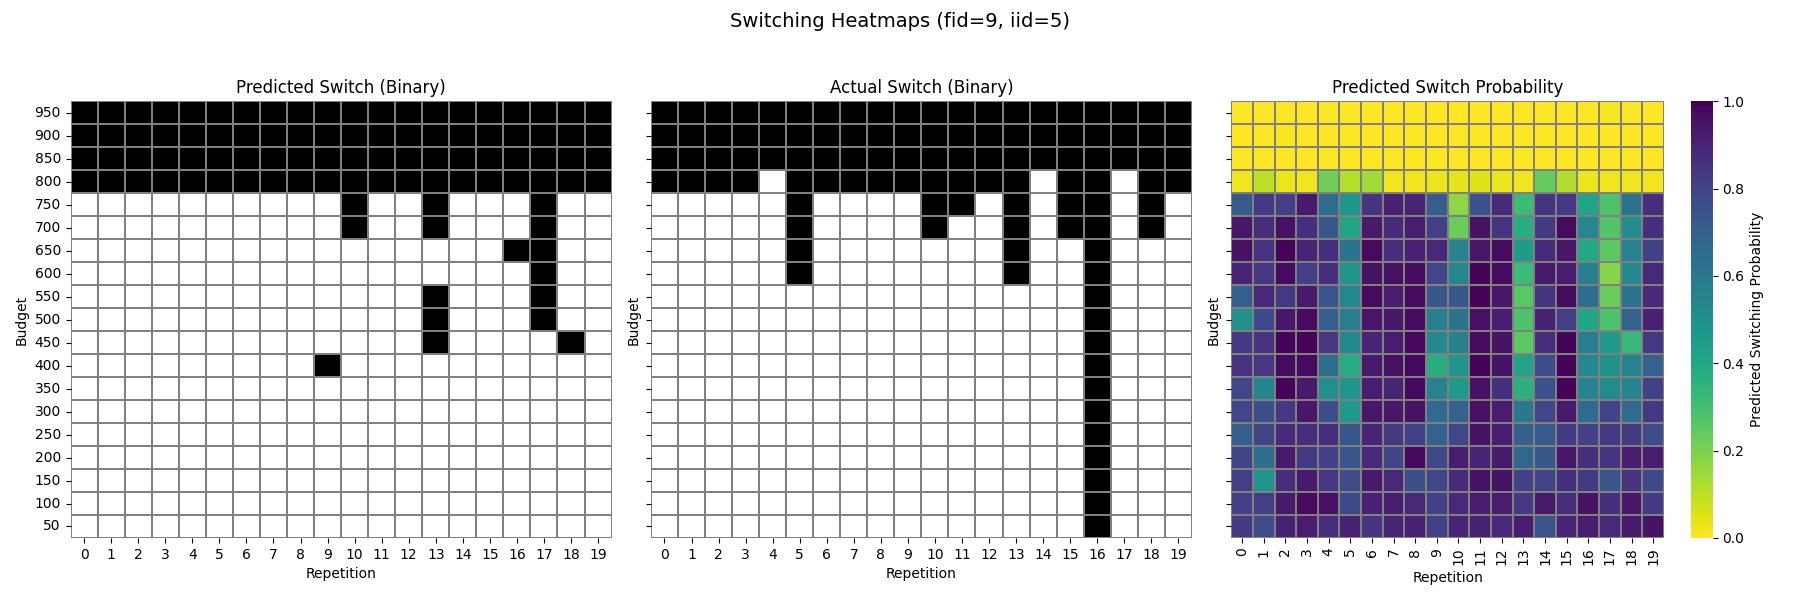 Switching Heatmaps (fid=9, iid=5)
Predicted Switch (Binary)
950
900
850
800
750
700
650
600
550
500
450
400
350
300
250
200
150
100
50
Budget
0 1 2 3 4 5 6 7 8 9 10 11 12 13 14 15 16 17 18 19
Repetition
Actual Switch (Binary)
Budget
0 1 2 3 4 5 6 7 8 9 10 11 12 13 14 15 16 17 18 19
Repetition
Predicted Switch Probability
Budget
0 1 2 3 4 5 6 7 8 9 10 11 12 13 14 15 16 17 18 19
Repetition
1.0
0.8
0.6
0.4
0.2
0.0
Predicted Switching Probability